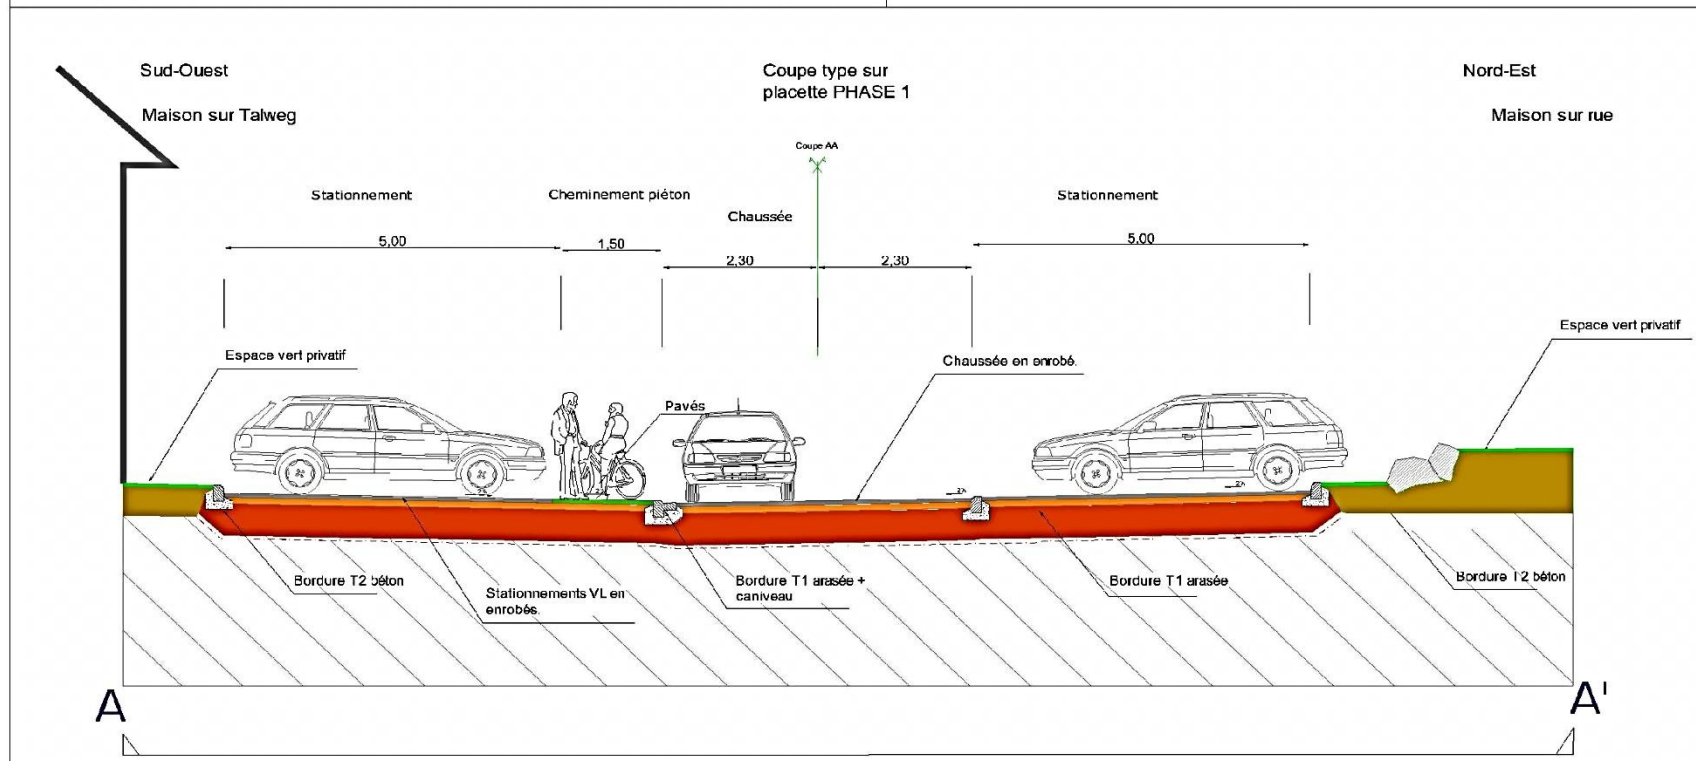 Sud-Ouest
Coupe type sur
placette PHASE 1
Nord-Est
Maison sur Talweg
Maison sur rue
Coupe AA
Stationnement
Cheminement piéton
Chaussée
Stationnement
5,00
1,50
2,30
2,30
5,00
Espace vert privatif
Espace vert privatif
Chaussée en enrobé.
Pavés
Bordure T2 béton
Stationnements VL en
enrobés.
Bordure T1 arasée +
caniveau
Bordure T1 arasée
Bordure T2 béton
A
A'